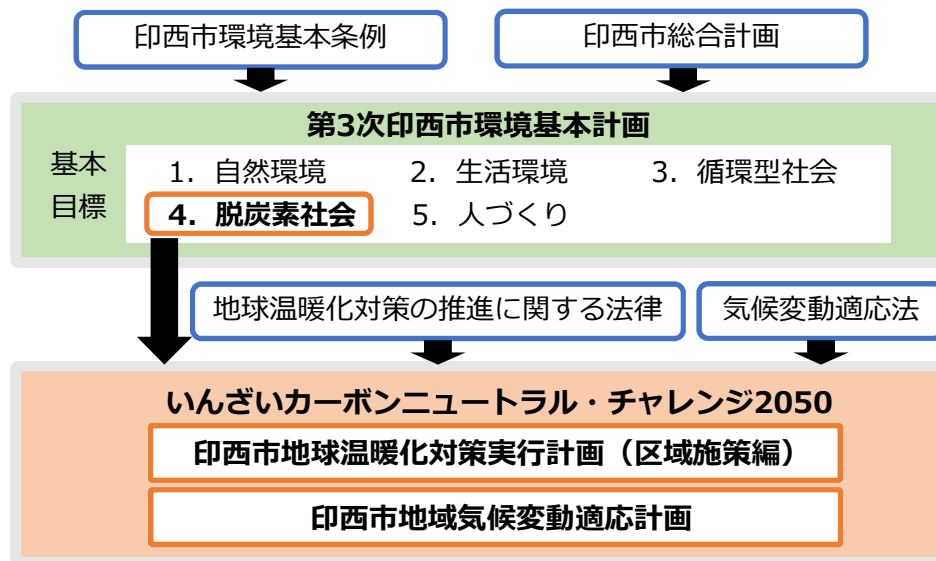 印西市環境基本条例
印西市総合計画
第3次印西市環境基本計画
基本
目標
1．自然環境
2．生活環境
3．循環型社会
4．脱炭素社会
5．人づくり
地球温暖化対策の推進に関する法律
気候変動適応法
いんざいカーボンニュートラル・チャレンジ2050
印西市地球温暖化対策実行計画（区域施策編）
印西市地域気候変動適応計画